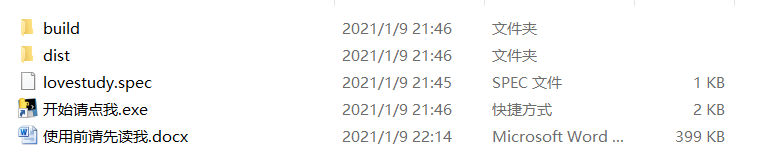 build 2021/1/9 21:46 文件夹
dist 2021/1/9 21:46 文件夹
lovestudy.spec 2021/1/9 21:45 SPEC 文件 1 KB
开始请点我.exe 2021/1/9 21:46 快捷方式 2 KB
使用前请先读我.docx 2021/1/9 22:14 Microsoft Word ... 399 KB